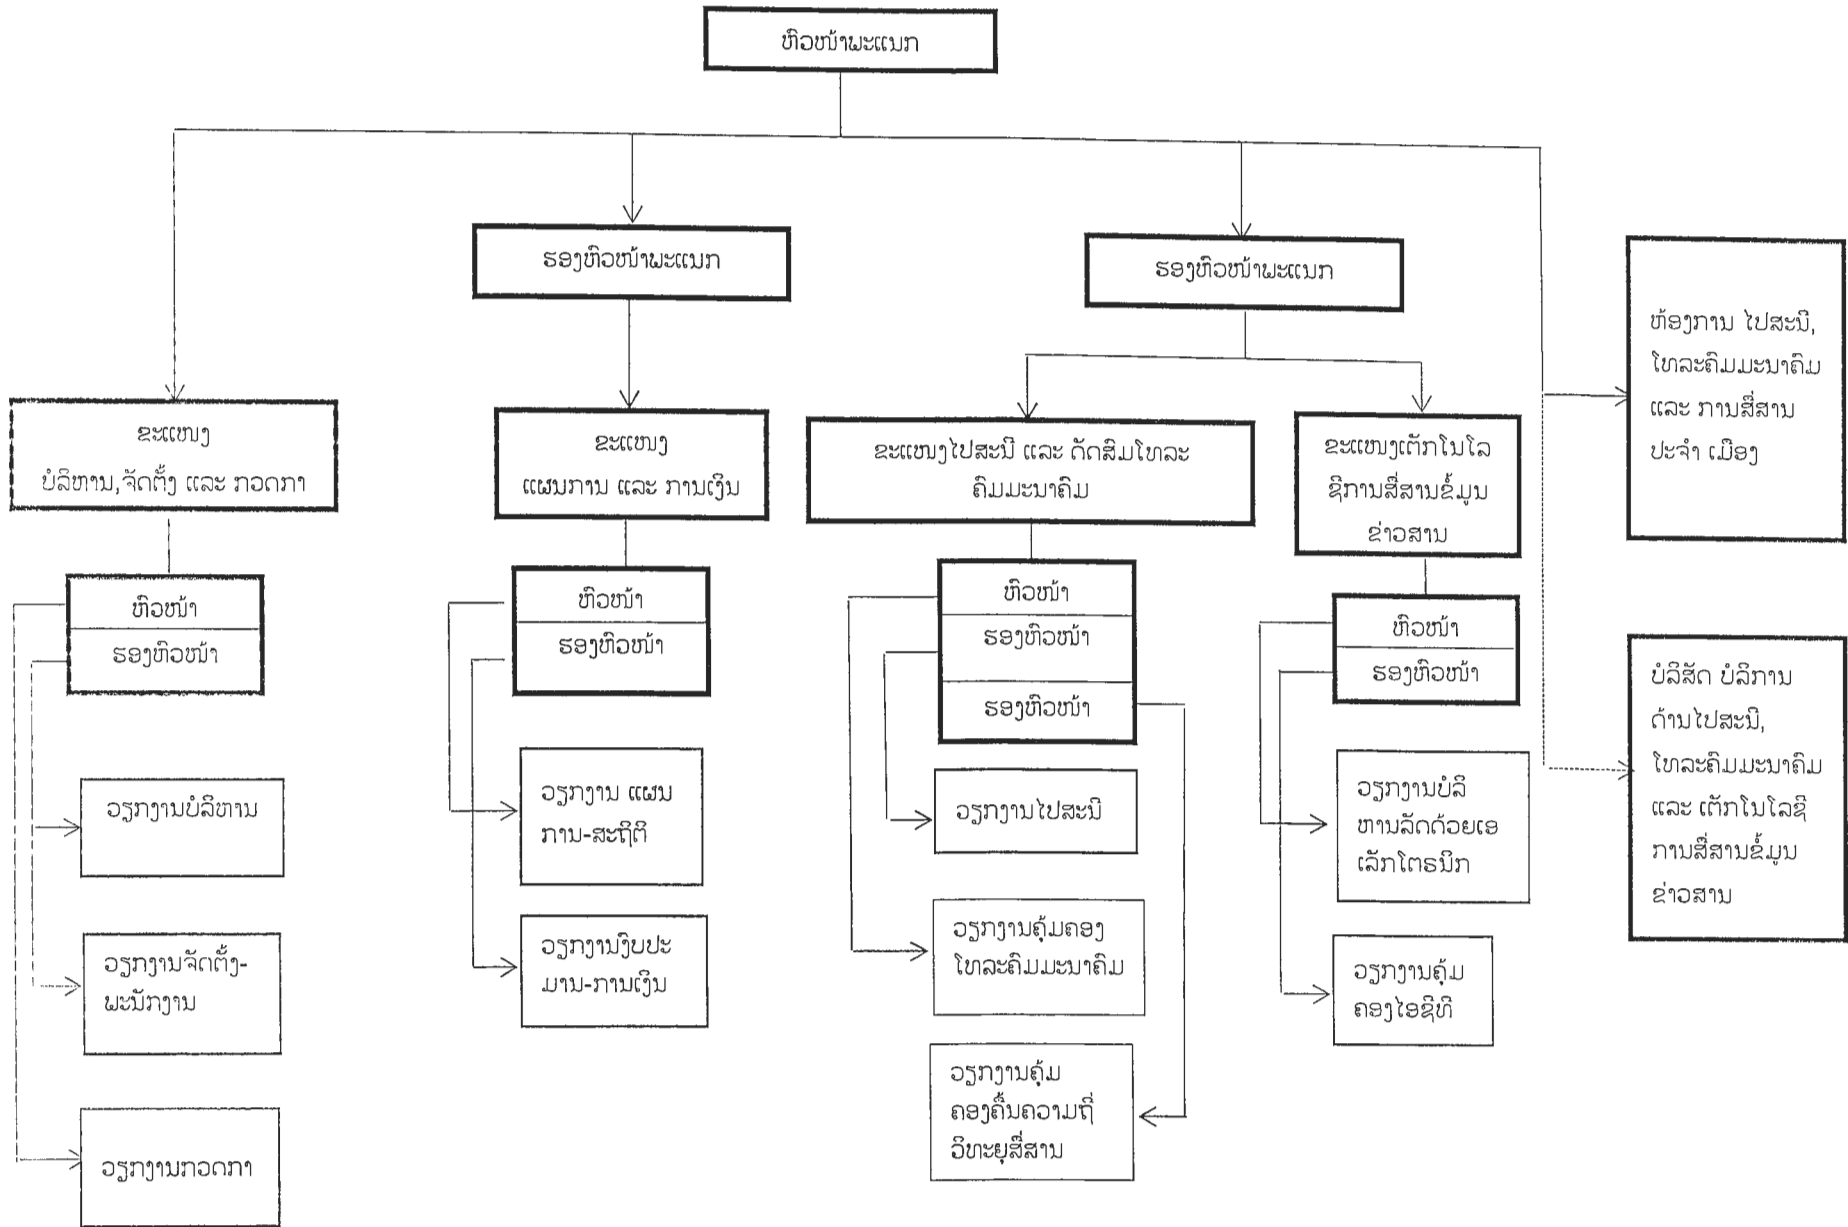 ຫົວໜ້າພະແນກ
ຮອງຫົວໜ້າພະແນກ
ຮອງຫົວໜ້າພະແນກ
ຫ້ອງການ ໄປສະນີ,
ໂທລະຄົມມະນາຄົມ
ແລະ ການສື່ສານ
ປະຈຳ ເມືອງ
ຂະແໜງ
ບໍລິຫານ,ຈັດຕັ້ງ ແລະ ກວດກາ
ຂະແໜງ
ແຜນການ ແລະ ການເງິນ
ຂະແໜງໄປສະນີ ແລະ ດັດສົມໂທລະ
ຄົມມະນາຄົມ
ຂະແໜງເຕັກໂນໂລ
ຊີການສື່ສານຂໍ້ມູນ
ຂ່າວສານ
ຫົວໜ້າ
ຮອງຫົວໜ້າ
ຫົວໜ້າ
ຮອງຫົວໜ້າ
ຫົວໜ້າ
ຮອງຫົວໜ້າ
ຮອງຫົວໜ້າ
ຫົວໜ້າ
ຮອງຫົວໜ້າ
ບໍລິສັດ ບໍລິການ
ດ້ານໄປສະນີ,
ໂທລະຄົມມະນາຄົມ
ແລະ ເຕັກໂນໂລຊີ
ການສື່ສານຂໍ້ມູນ
ຂ່າວສານ
ວຽກງານບໍລິຫານ
ວຽກງານຈັດຕັ້ງ-
ພະນັກງານ
ວຽກງານກວດກາ
ວຽກງານ ແຜນ
ການ-ສະຖິຕິ
ວຽກງານງົບປະ
ມານ-ການເງິນ
ວຽກງານໄປສະນີ
ວຽກງານຄຸ້ມຄອງ
ໂທລະຄົມມະນາຄົມ
ວຽກງານຄຸ້ມ
ຄອງຄື້ນຄວາມຖີ່
ວິທະຍຸສື່ສານ
ວຽກງານບໍລິ
ຫານລັດດ້ວຍເອ
ເລັກໂຕຣນິກ
ວຽກງານຄຸ້ມ
ຄອງໄອຊີທີ